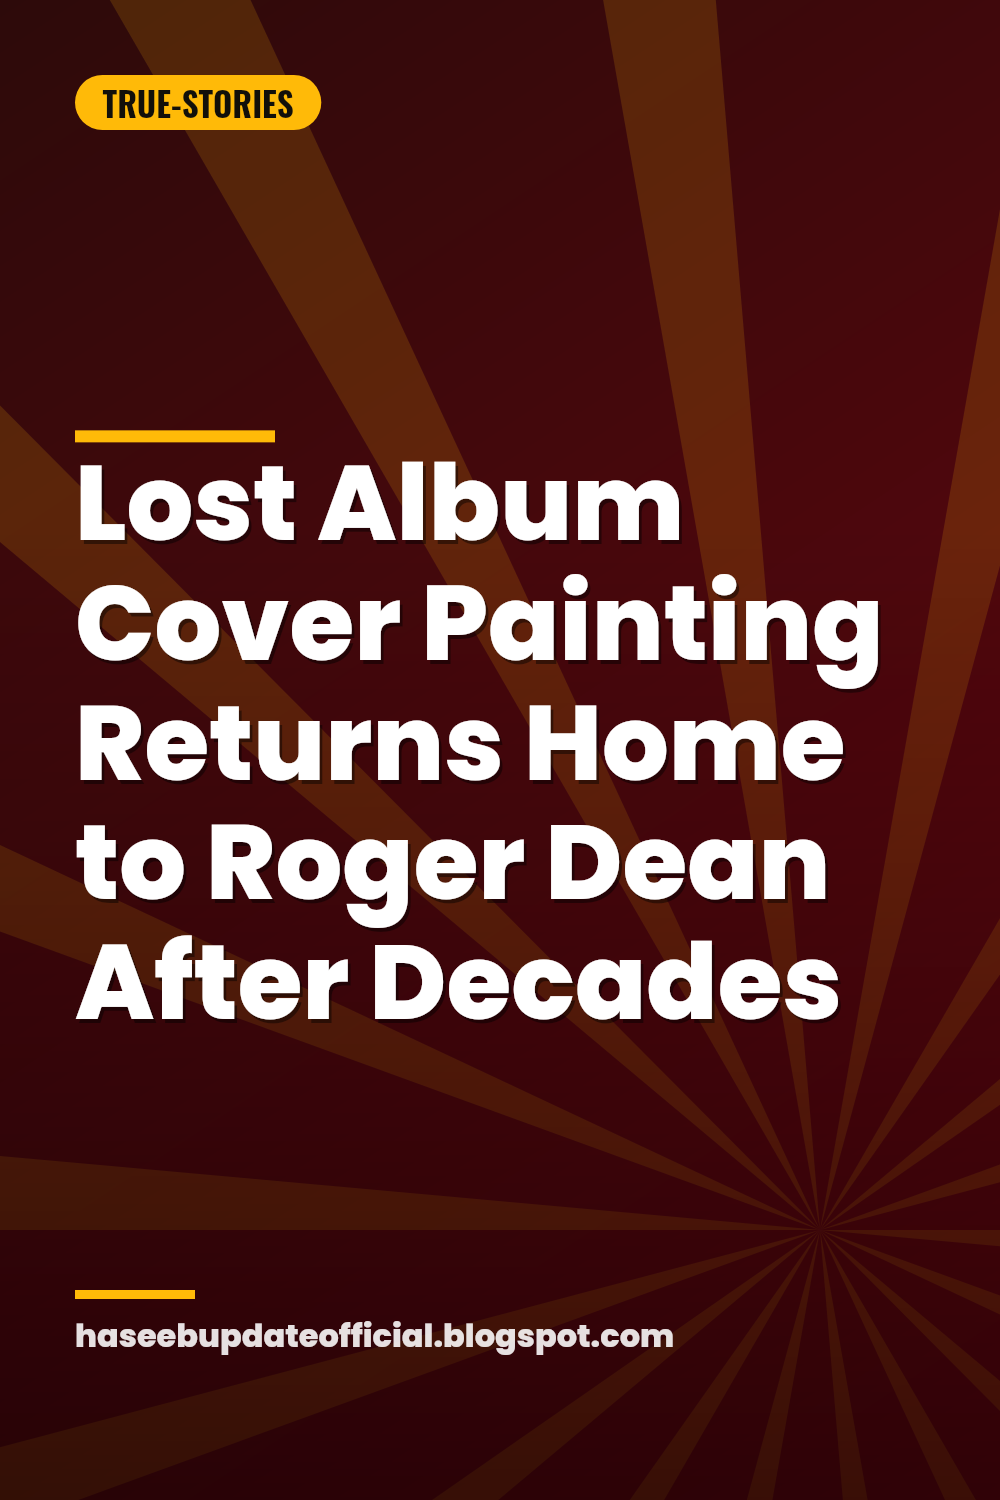 TRUE-STORIES
Lost Album
Cover Painting
Returns Home
to Roger Dean
After Decades
haseebupdateofficial.blogspot.com